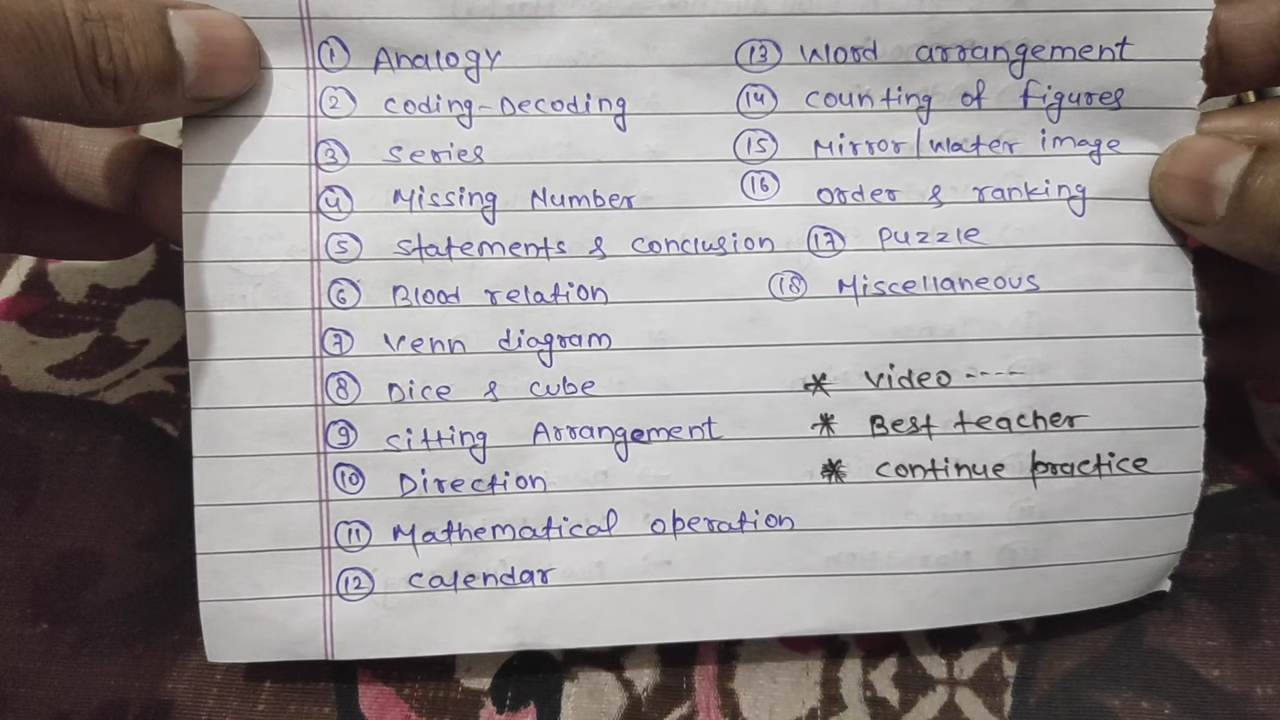 ① Analogy
② Coding-Decoding
③ Series
④ Missing Number
⑤ Statements & Conclusion
⑥ Blood relation
⑦ Venn diagram
⑧ Dice & Cube
⑨ Sitting Arrangement
⑩ Direction
⑪ Mathematical operation
⑫ Calendar
⑬ Word arrangement
⑭ Counting of figures
⑮ Mirror/Water image
⑯ Order & ranking
⑰ Puzzle
⑱ Miscellaneous
* Video ----
* Best teacher
* Continue practice